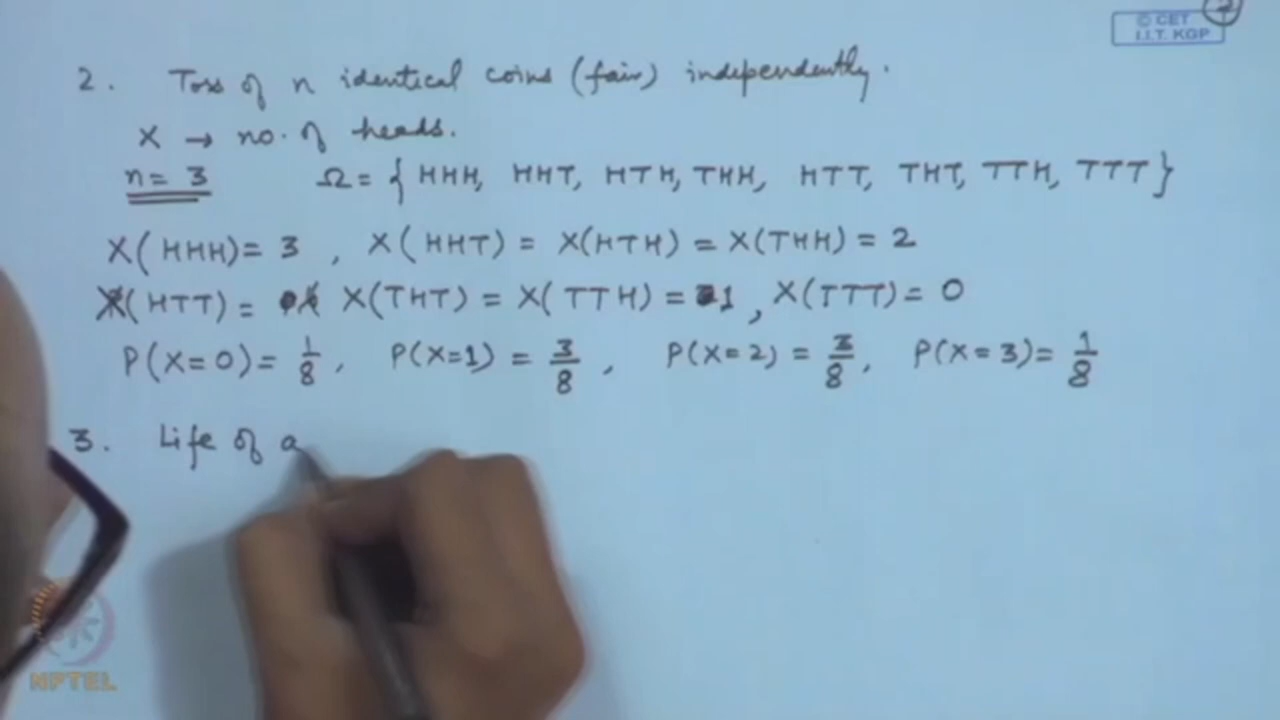 © CET
I.I.T. KGP
2. Toss of n identical coins (fair) independently.
X → no. of heads.
n = 3 Ω = { HHH, HHT, HTH, THH, HTT, THT, TTH, TTT }
X( HHH) = 3 , X( HHT) = X(HTH) = X(THH) = 2
X(HTT) = X(THT) = X( TTH) = 1 , X(TTT) = 0
P(X=0) = 1/8 , P(X=1) = 3/8 , P(X=2) = 3/8 , P(X=3) = 1/8
3. Life of a
NPTEL